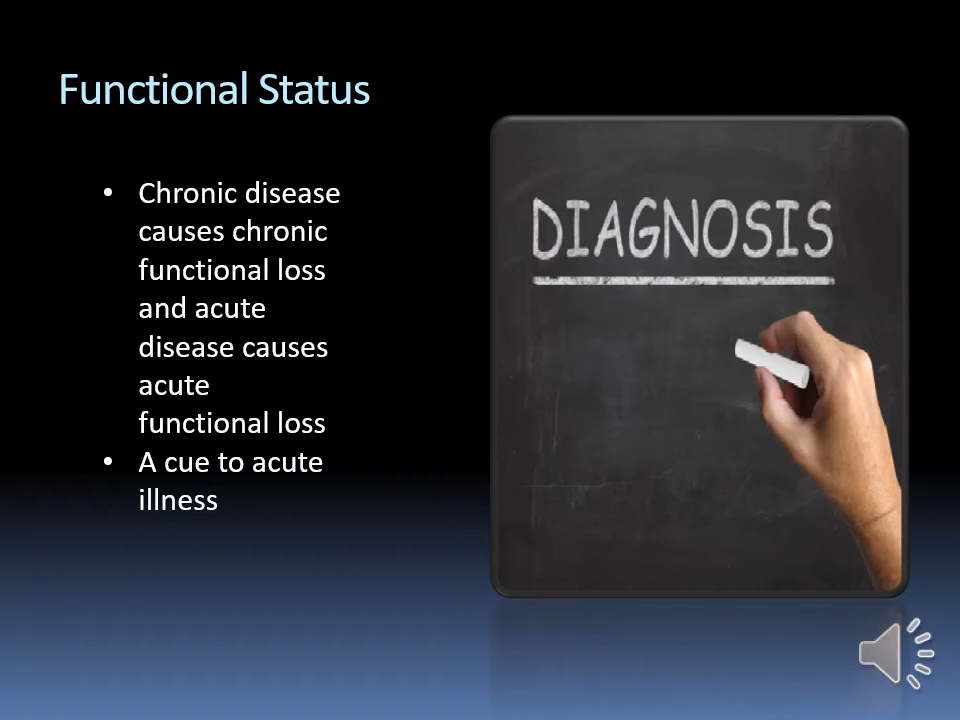 Functional Status
• Chronic disease
causes chronic
functional loss
and acute
disease causes
acute
functional loss
• A cue to acute
illness
DIAGNOSIS